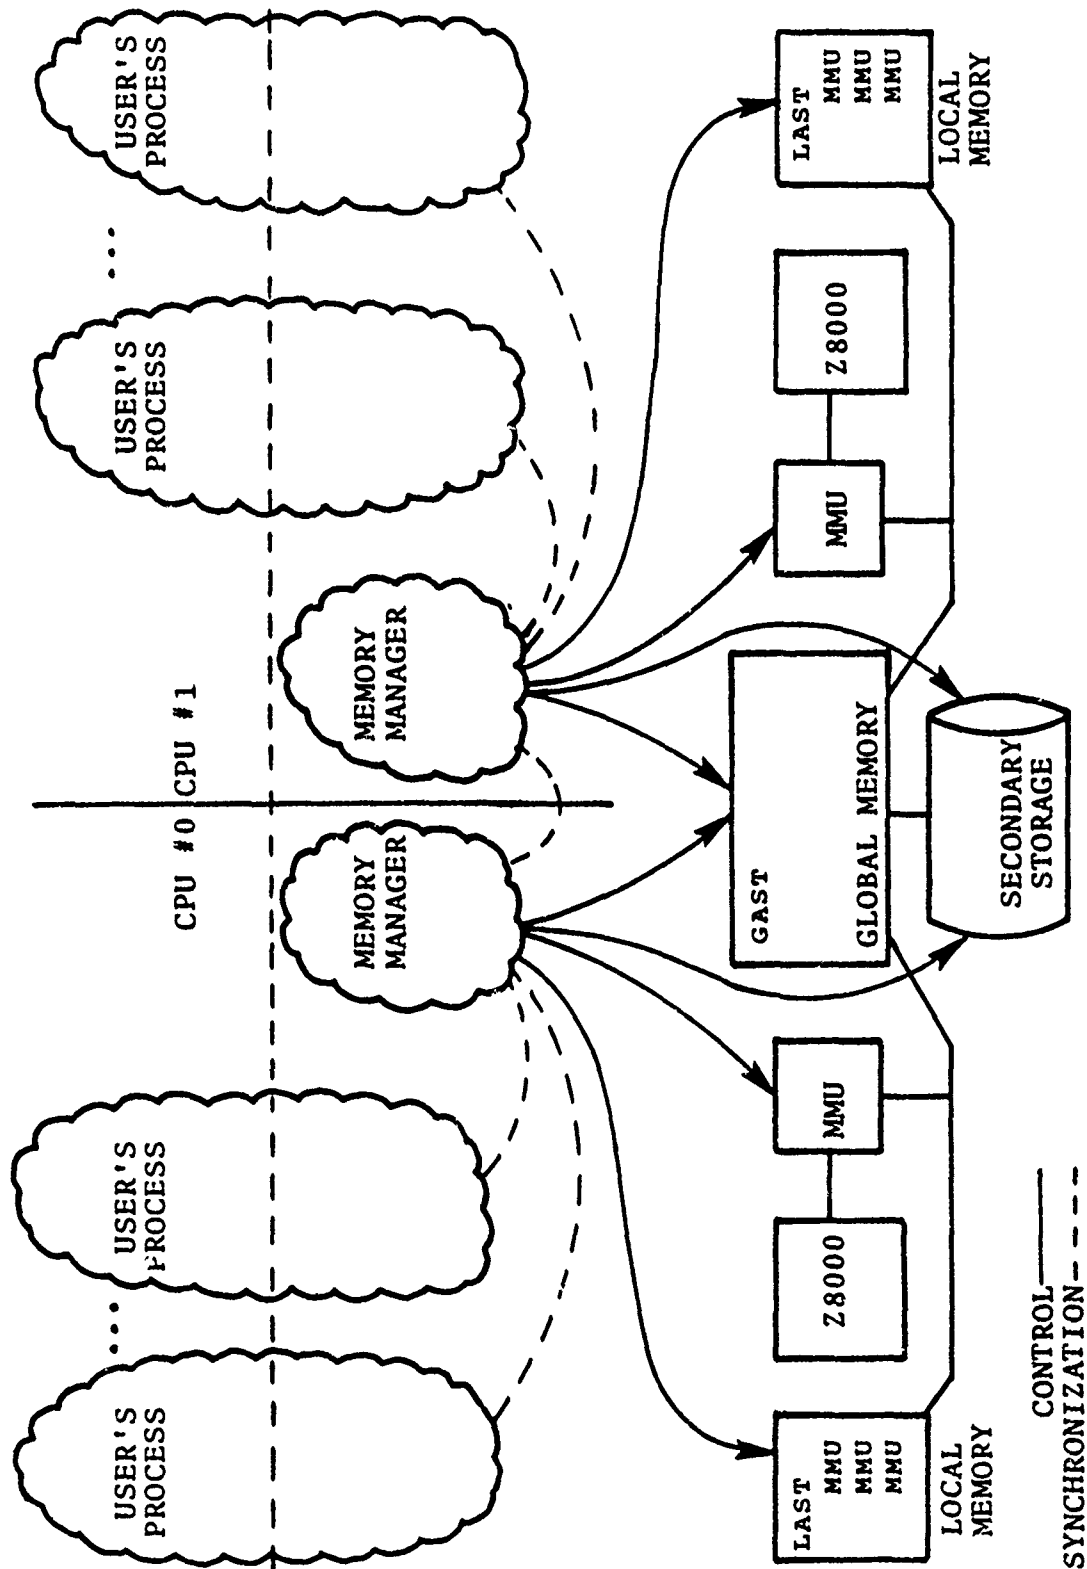 USER'S
PROCESS
....
USER'S
PROCESS
CPU #0
CPU #1
USER'S
PROCESS
...
USER'S
PROCESS
MEMORY
MANAGER
MEMORY
MANAGER
LAST
MMU
MMU
MMU
LOCAL
MEMORY
Z8000
MMU
GAST
GLOBAL MEMORY
SECONDARY
STORAGE
MMU
Z8000
LAST
MMU
MMU
MMU
LOCAL
MEMORY
CONTROL
SYNCHRONIZATION